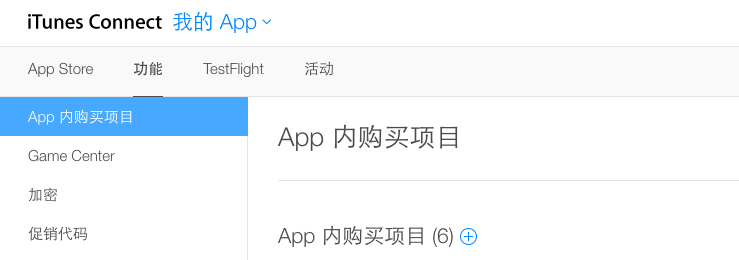 iTunes Connect 我的 App
App Store 功能 TestFlight 活动
App 内购买项目
Game Center
加密
促销代码
App 内购买项目
App 内购买项目 (6)